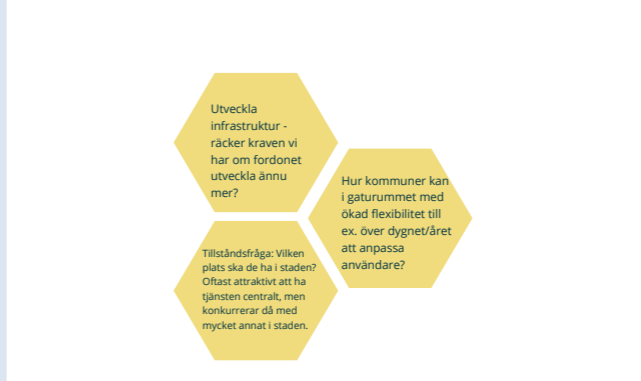 Utveckla
infrastruktur -
räcker kraven vi
har om fordonet
utveckla ännu
mer?
Hur kommuner kan
i gaturummet med
ökad flexibilitet till
ex. över dygnet/året
att anpassa
användare?
Tillståndsfråga: Vilken
plats ska de ha i staden?
Oftast attraktivt att ha
tjänsten centralt, men
konkurrerar då med
mycket annat i staden.